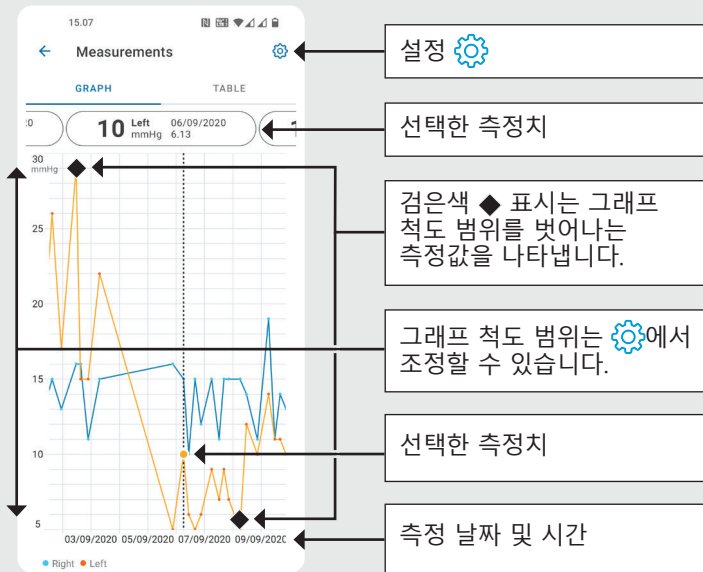 15.07
Measurements
GRAPH TABLE
10 Left 06/09/2020
mmHg 6.13
30
mmHg
25
20
15
10
5
03/09/2020 05/09/2020 07/09/2020 09/09/2020
Right Left
설정
선택한 측정치
검은색 ◆ 표시는 그래프
척도 범위를 벗어나는
측정값을 나타냅니다.
그래프 척도 범위는 에서
조정할 수 있습니다.
선택한 측정치
측정 날짜 및 시간